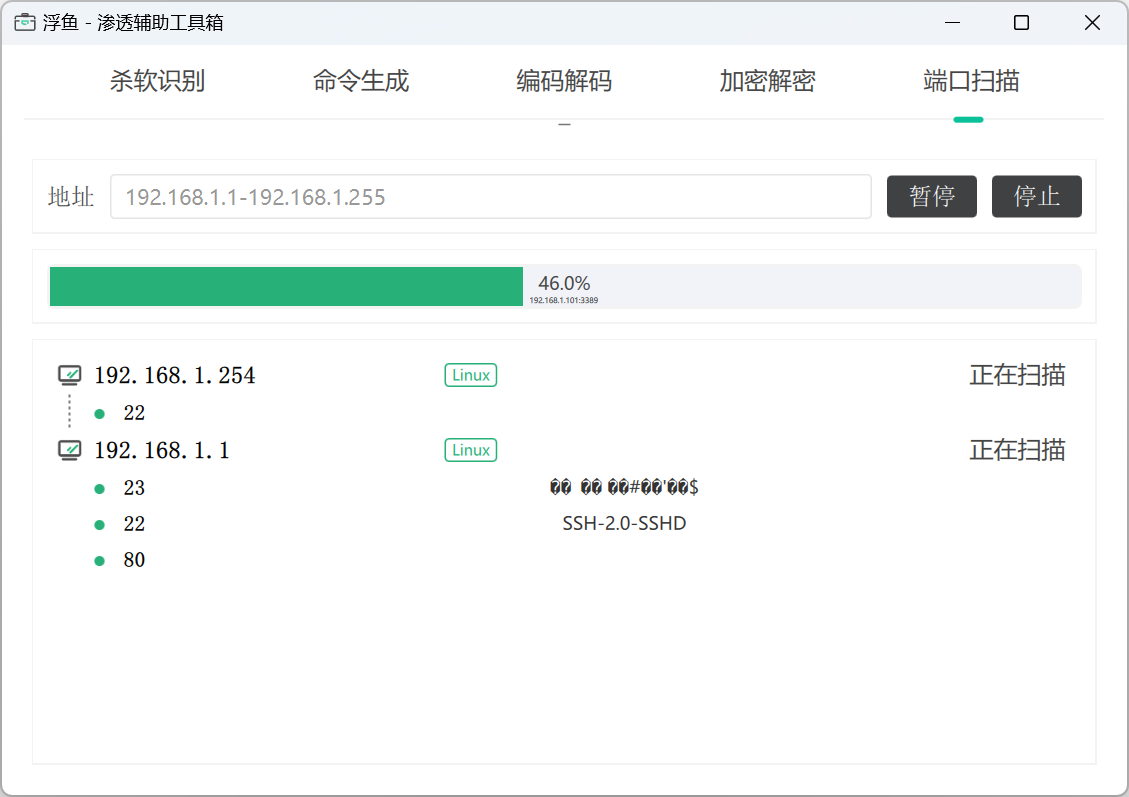 浮鱼 - 渗透辅助工具箱
杀软识别 命令生成 编码解码 加密解密 端口扫描
地址 192.168.1.1-192.168.1.255 暂停 停止
46.0%
192.168.1.101:3389
192.168.1.254 Linux 正在扫描
22
192.168.1.1 Linux 正在扫描
23 �� �� ��#��'��$
22 SSH-2.0-SSHD
80